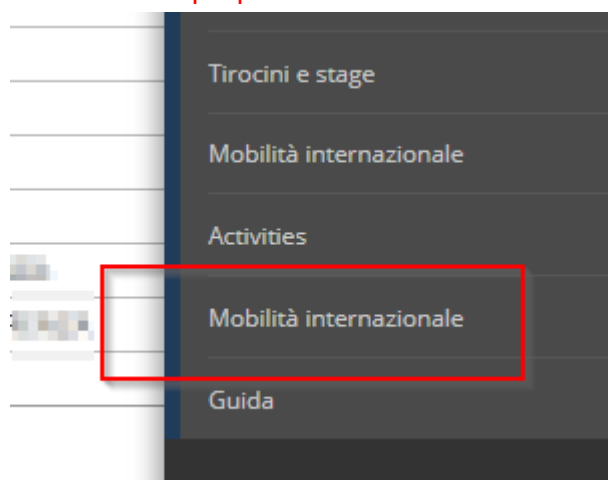 Tirocini e stage
Mobilità internazionale
Activities
Mobilità internazionale
Guida